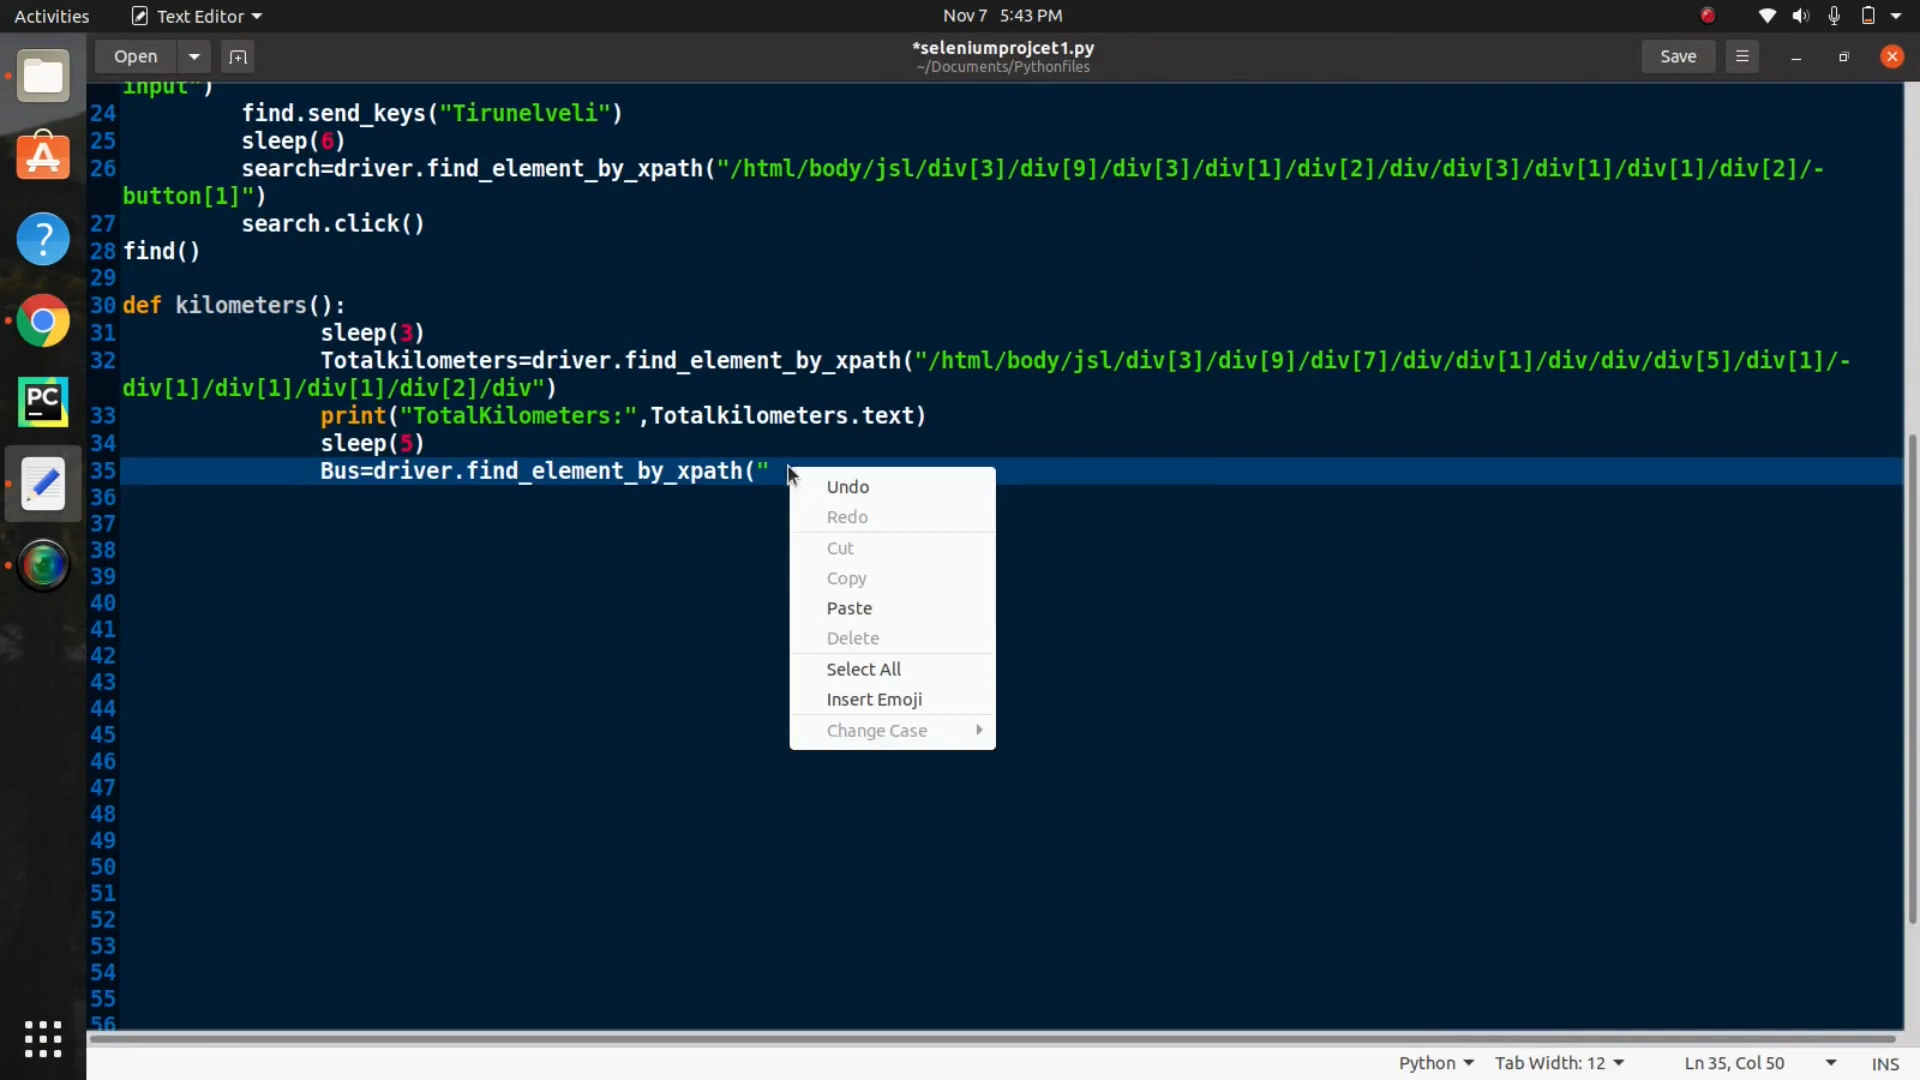 Activities Text Editor Nov 7 5:43 PM
Open *seleniumprojcet1.py Save
~/Documents/Pythonfiles
input")
24 find.send_keys("Tirunelveli")
25 sleep(6)
26 search=driver.find_element_by_xpath("/html/body/jsl/div[3]/div[9]/div[3]/div[1]/div[2]/div/div[3]/div[1]/div[1]/div[2]/-
button[1]")
27 search.click()
28 find()
29
30 def kilometers():
31 sleep(3)
32 Totalkilometers=driver.find_element_by_xpath("/html/body/jsl/div[3]/div[9]/div[7]/div/div[1]/div/div/div[5]/div[1]/-
div[1]/div[1]/div[1]/div[2]/div")
33 print("TotalKilometers:",Totalkilometers.text)
34 sleep(5)
35 Bus=driver.find_element_by_xpath("
36
37
38
39
40
41
42
43
44
45
46
47
48
49
50
51
52
53
54
55
56
Undo
Redo
Cut
Copy
Paste
Delete
Select All
Insert Emoji
Change Case
PC
Python Tab Width: 12 Ln 35, Col 50 INS